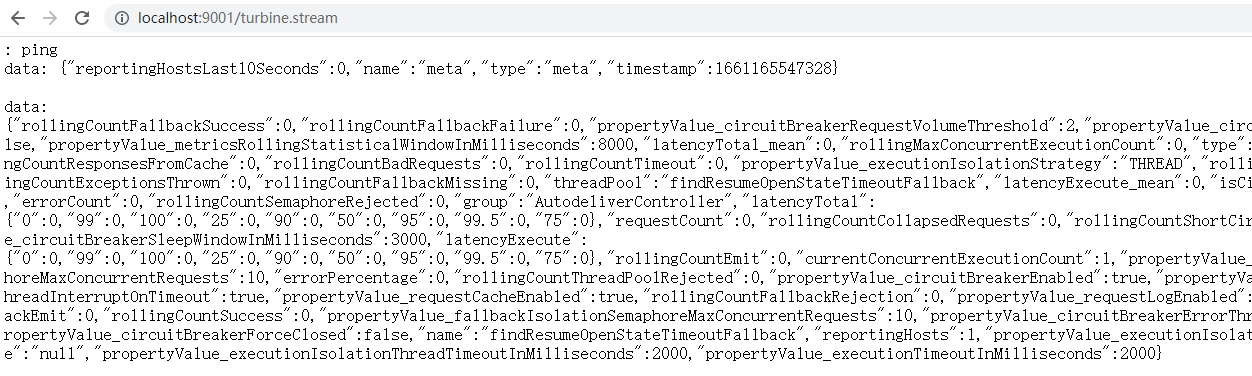 localhost:9001/turbine.stream
: ping
data: {"reportingHostsLast10Seconds":0,"name":"meta","type":"meta","timestamp":1661165547328}
data:
{"rollingCountFallbackSuccess":0,"rollingCountFallbackFailure":0,"propertyValue_circuitBreakerRequestVolumeThreshold":2,"propertyValue_circ
lse,"propertyValue_metricsRollingStatisticalWindowInMilliseconds":8000,"latencyTotal_mean":0,"rollingMaxConcurrentExecutionCount":0,"type":
ngCountResponsesFromCache":0,"rollingCountBadRequests":0,"rollingCountTimeout":0,"propertyValue_executionIsolationStrategy":"THREAD","rolli
ingCountExceptionsThrown":0,"rollingCountFallbackMissing":0,"threadPool":"findResumeOpenStateTimeoutFallback","latencyExecute_mean":0,"isCi
,"errorCount":0,"rollingCountSemaphoreRejected":0,"group":"AutodeliverController","latencyTotal":
{"0":0,"99":0,"100":0,"25":0,"90":0,"50":0,"95":0,"99.5":0,"75":0},"requestCount":0,"rollingCountCollapsedRequests":0,"rollingCountShortCir
e_circuitBreakerSleepWindowInMilliseconds":3000,"latencyExecute":
{"0":0,"99":0,"100":0,"25":0,"90":0,"50":0,"95":0,"99.5":0,"75":0},"rollingCountEmit":0,"currentConcurrentExecutionCount":1,"propertyValue_
horeMaxConcurrentRequests":10,"errorPercentage":0,"rollingCountThreadPoolRejected":0,"propertyValue_circuitBreakerEnabled":true,"propertyVa
hreadInterruptOnTimeout":true,"propertyValue_requestCacheEnabled":true,"rollingCountFallbackRejection":0,"propertyValue_requestLogEnabled":
ackEmit":0,"rollingCountSuccess":0,"propertyValue_fallbackIsolationSemaphoreMaxConcurrentRequests":10,"propertyValue_circuitBreakerErrorThr
ropertyValue_circuitBreakerForceClosed":false,"name":"findResumeOpenStateTimeoutFallback","reportingHosts":1,"propertyValue_executionIsolat
e":"null","propertyValue_executionIsolationThreadTimeoutInMilliseconds":2000,"propertyValue_executionTimeoutInMilliseconds":2000}